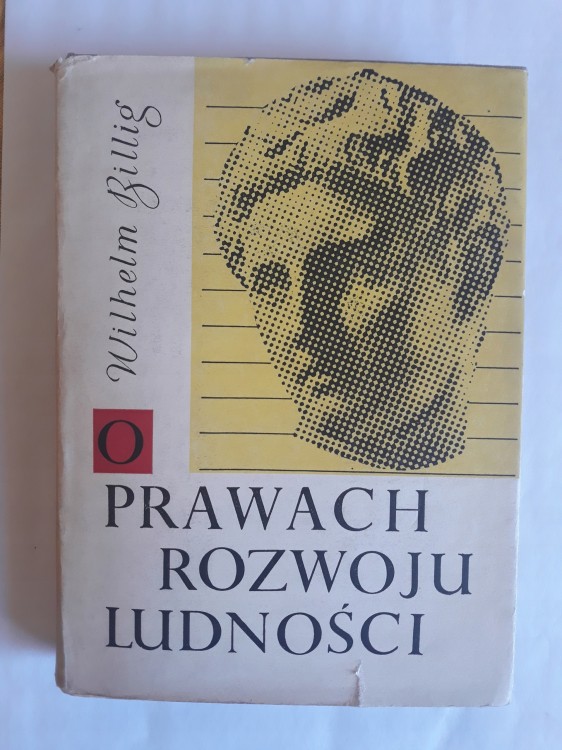 Wilhelm Billig
O
PRAWACH
ROZWOJU
LUDNOŚCI